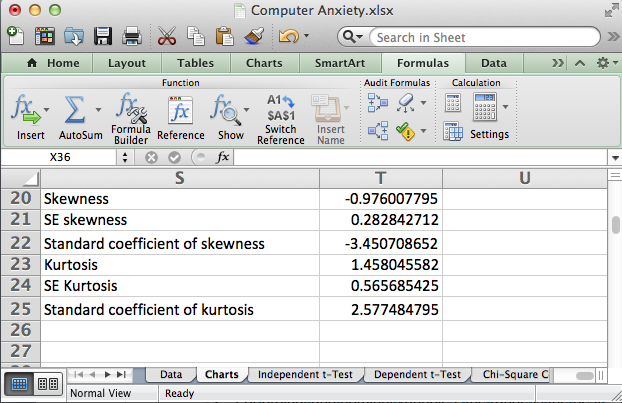 Computer Anxiety.xlsx
Search in Sheet
Home Layout Tables Charts SmartArt Formulas Data
Function Audit Formulas Calculation
fx Σ fx fx fx A1
$A$1
Insert AutoSum Formula Builder Reference Show Switch Reference Insert Name Settings
X36 fx
S T U
20 Skewness -0.976007795
21 SE skewness 0.282842712
22 Standard coefficient of skewness -3.450708652
23 Kurtosis 1.458045582
24 SE Kurtosis 0.565685425
25 Standard coefficient of kurtosis 2.577484795
26
27
Data Charts Independent t-Test Dependent t-Test Chi-Square C
Normal View Ready